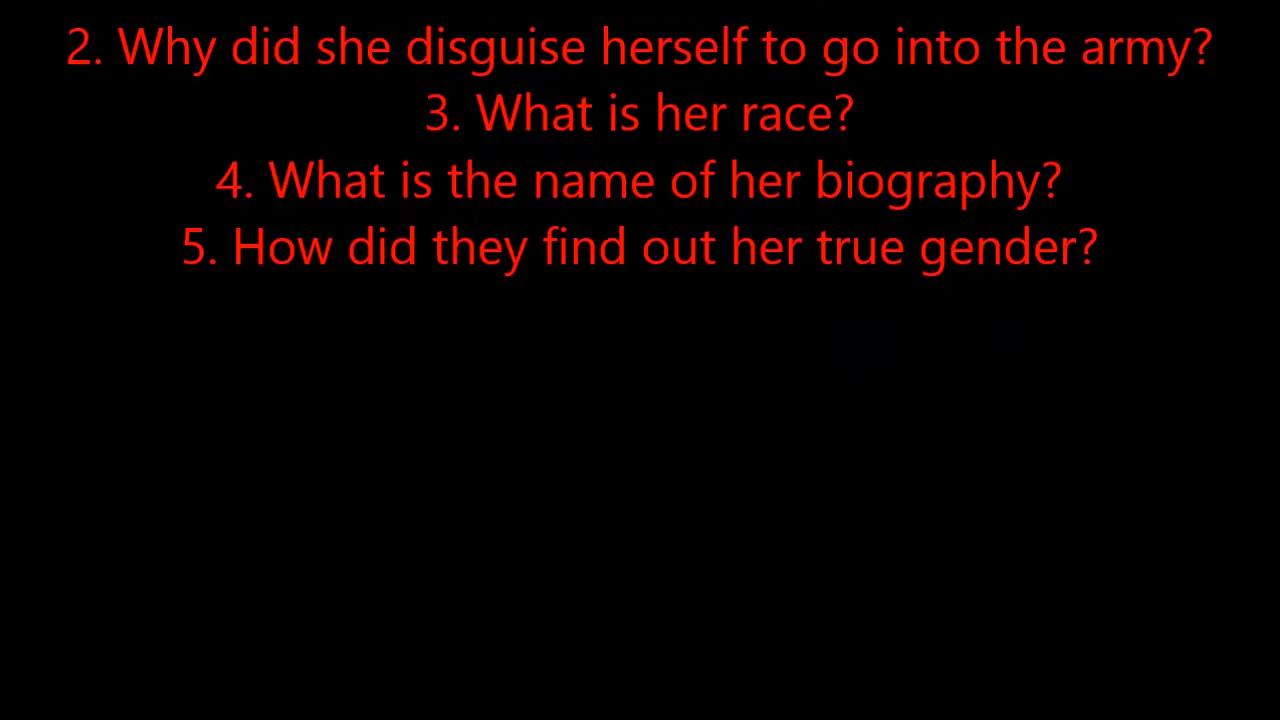 2. Why did she disguise herself to go into the army?
3. What is her race?
4. What is the name of her biography?
5. How did they find out her true gender?